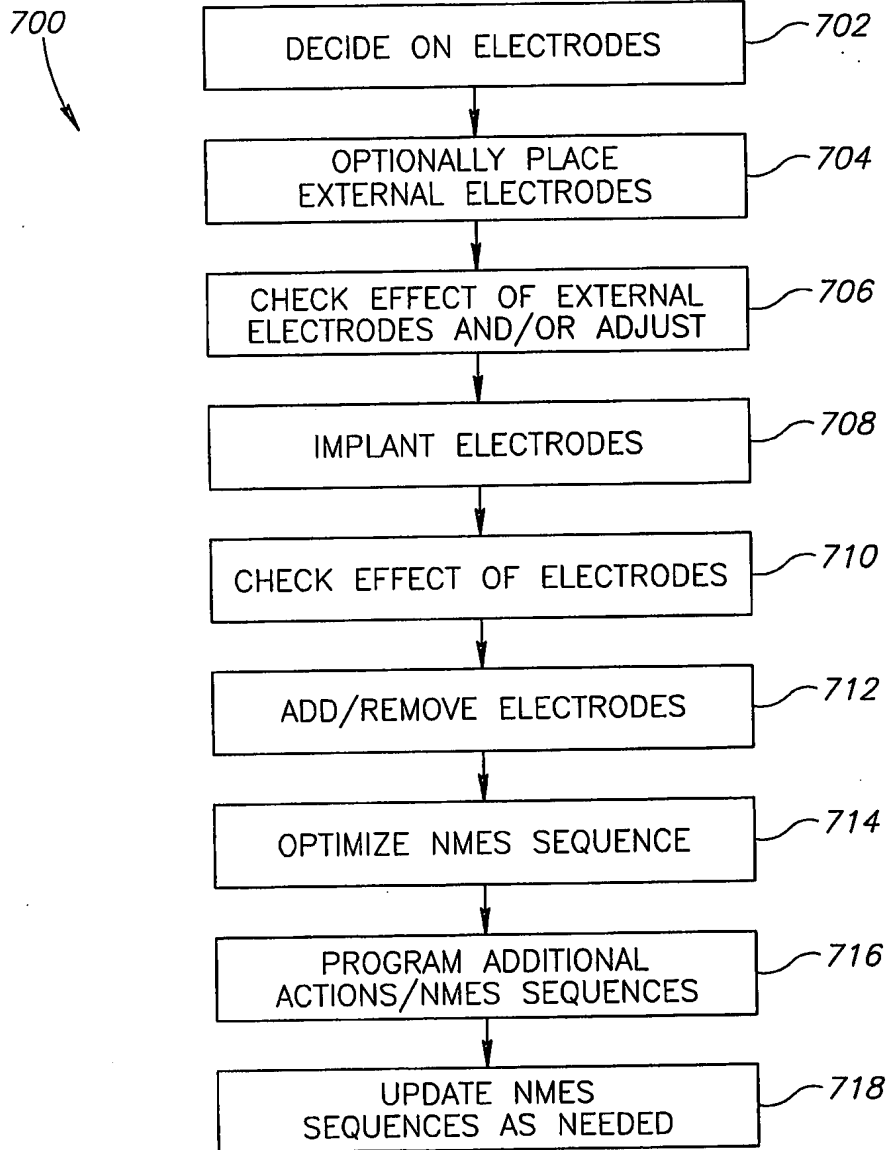 700
DECIDE ON ELECTRODES
702
OPTIONALLY PLACE
EXTERNAL ELECTRODES
704
CHECK EFFECT OF EXTERNAL
ELECTRODES AND/OR ADJUST
706
IMPLANT ELECTRODES
708
CHECK EFFECT OF ELECTRODES
710
ADD/REMOVE ELECTRODES
712
OPTIMIZE NMES SEQUENCE
714
PROGRAM ADDITIONAL
ACTIONS/NMES SEQUENCES
716
UPDATE NMES
SEQUENCES AS NEEDED
718